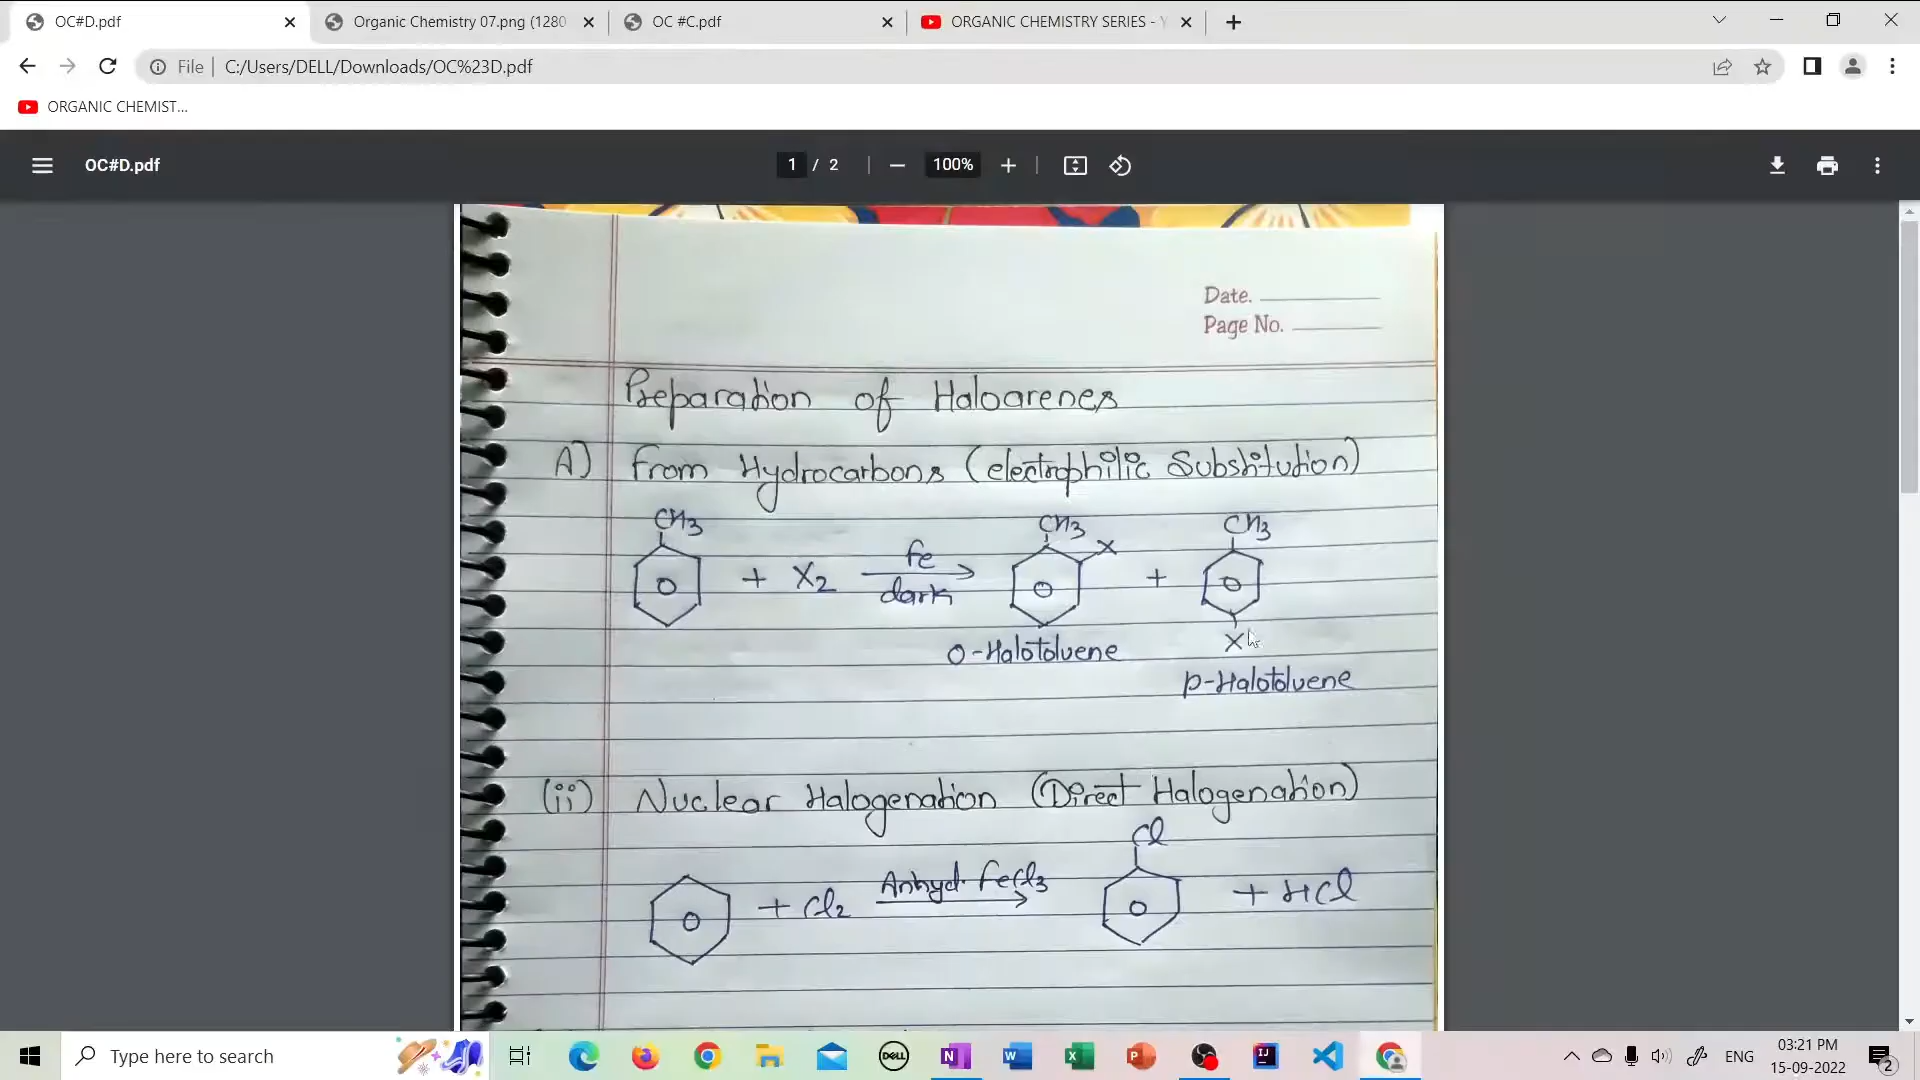 OC#D.pdf
Organic Chemistry 07.png (1280
OC #C.pdf
ORGANIC CHEMISTRY SERIES -
File | C:/Users/DELL/Downloads/OC%23D.pdf
ORGANIC CHEMIST...
OC#D.pdf
1 / 2
100%
Date.
Page No.
Preparation of Haloarenes
A) From Hydrocarbons (electrophilic Substitution)
CH3 CH3 X CH3
+ X2 Fe dark +
X
o-Halotoluene
p-Halotoluene
(ii) Nuclear Halogenation (Direct Halogenation)
Cl
+ Cl2 Anhyd. FeCl3 + HCl
Type here to search
DELL
ENG
03:21 PM
15-09-2022
2